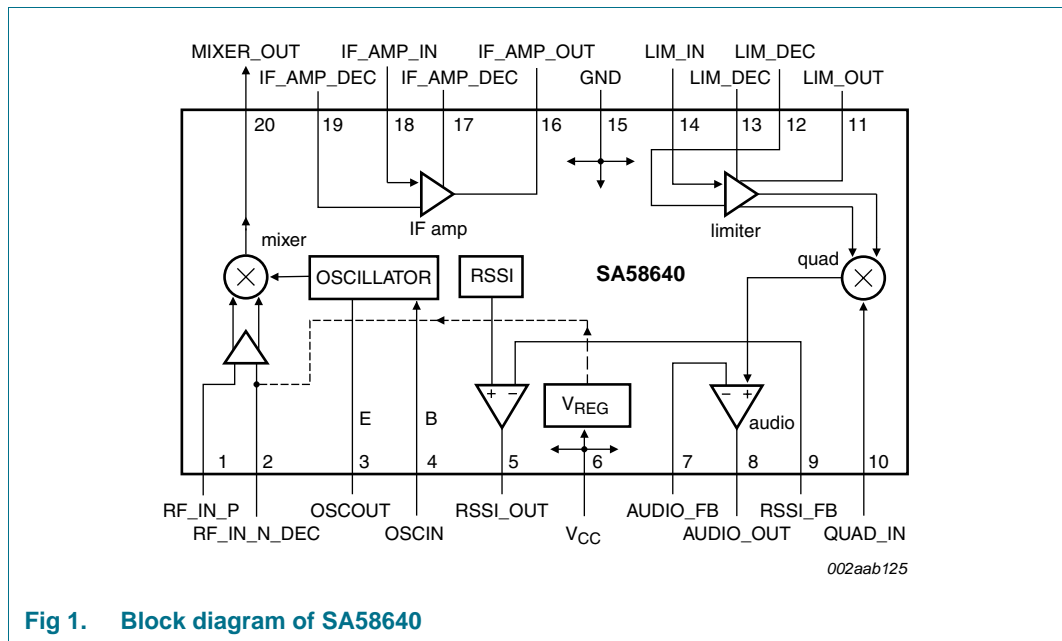 MIXER_OUT IF_AMP_IN IF_AMP_OUT LIM_IN LIM_DEC
IF_AMP_DEC IF_AMP_DEC GND LIM_DEC LIM_OUT
20 19 18 17 16 15 14 13 12 11
IF amp
limiter
mixer
quad
OSCILLATOR
RSSI
SA58640
+ −
VREG
− +
audio
E B
1 2 3 4 5 6 7 8 9 10
RF_IN_P OSCOUT RSSI_OUT AUDIO_FB RSSI_FB
RF_IN_N_DEC OSCIN VCC AUDIO_OUT QUAD_IN
002aab125
Fig 1. Block diagram of SA58640